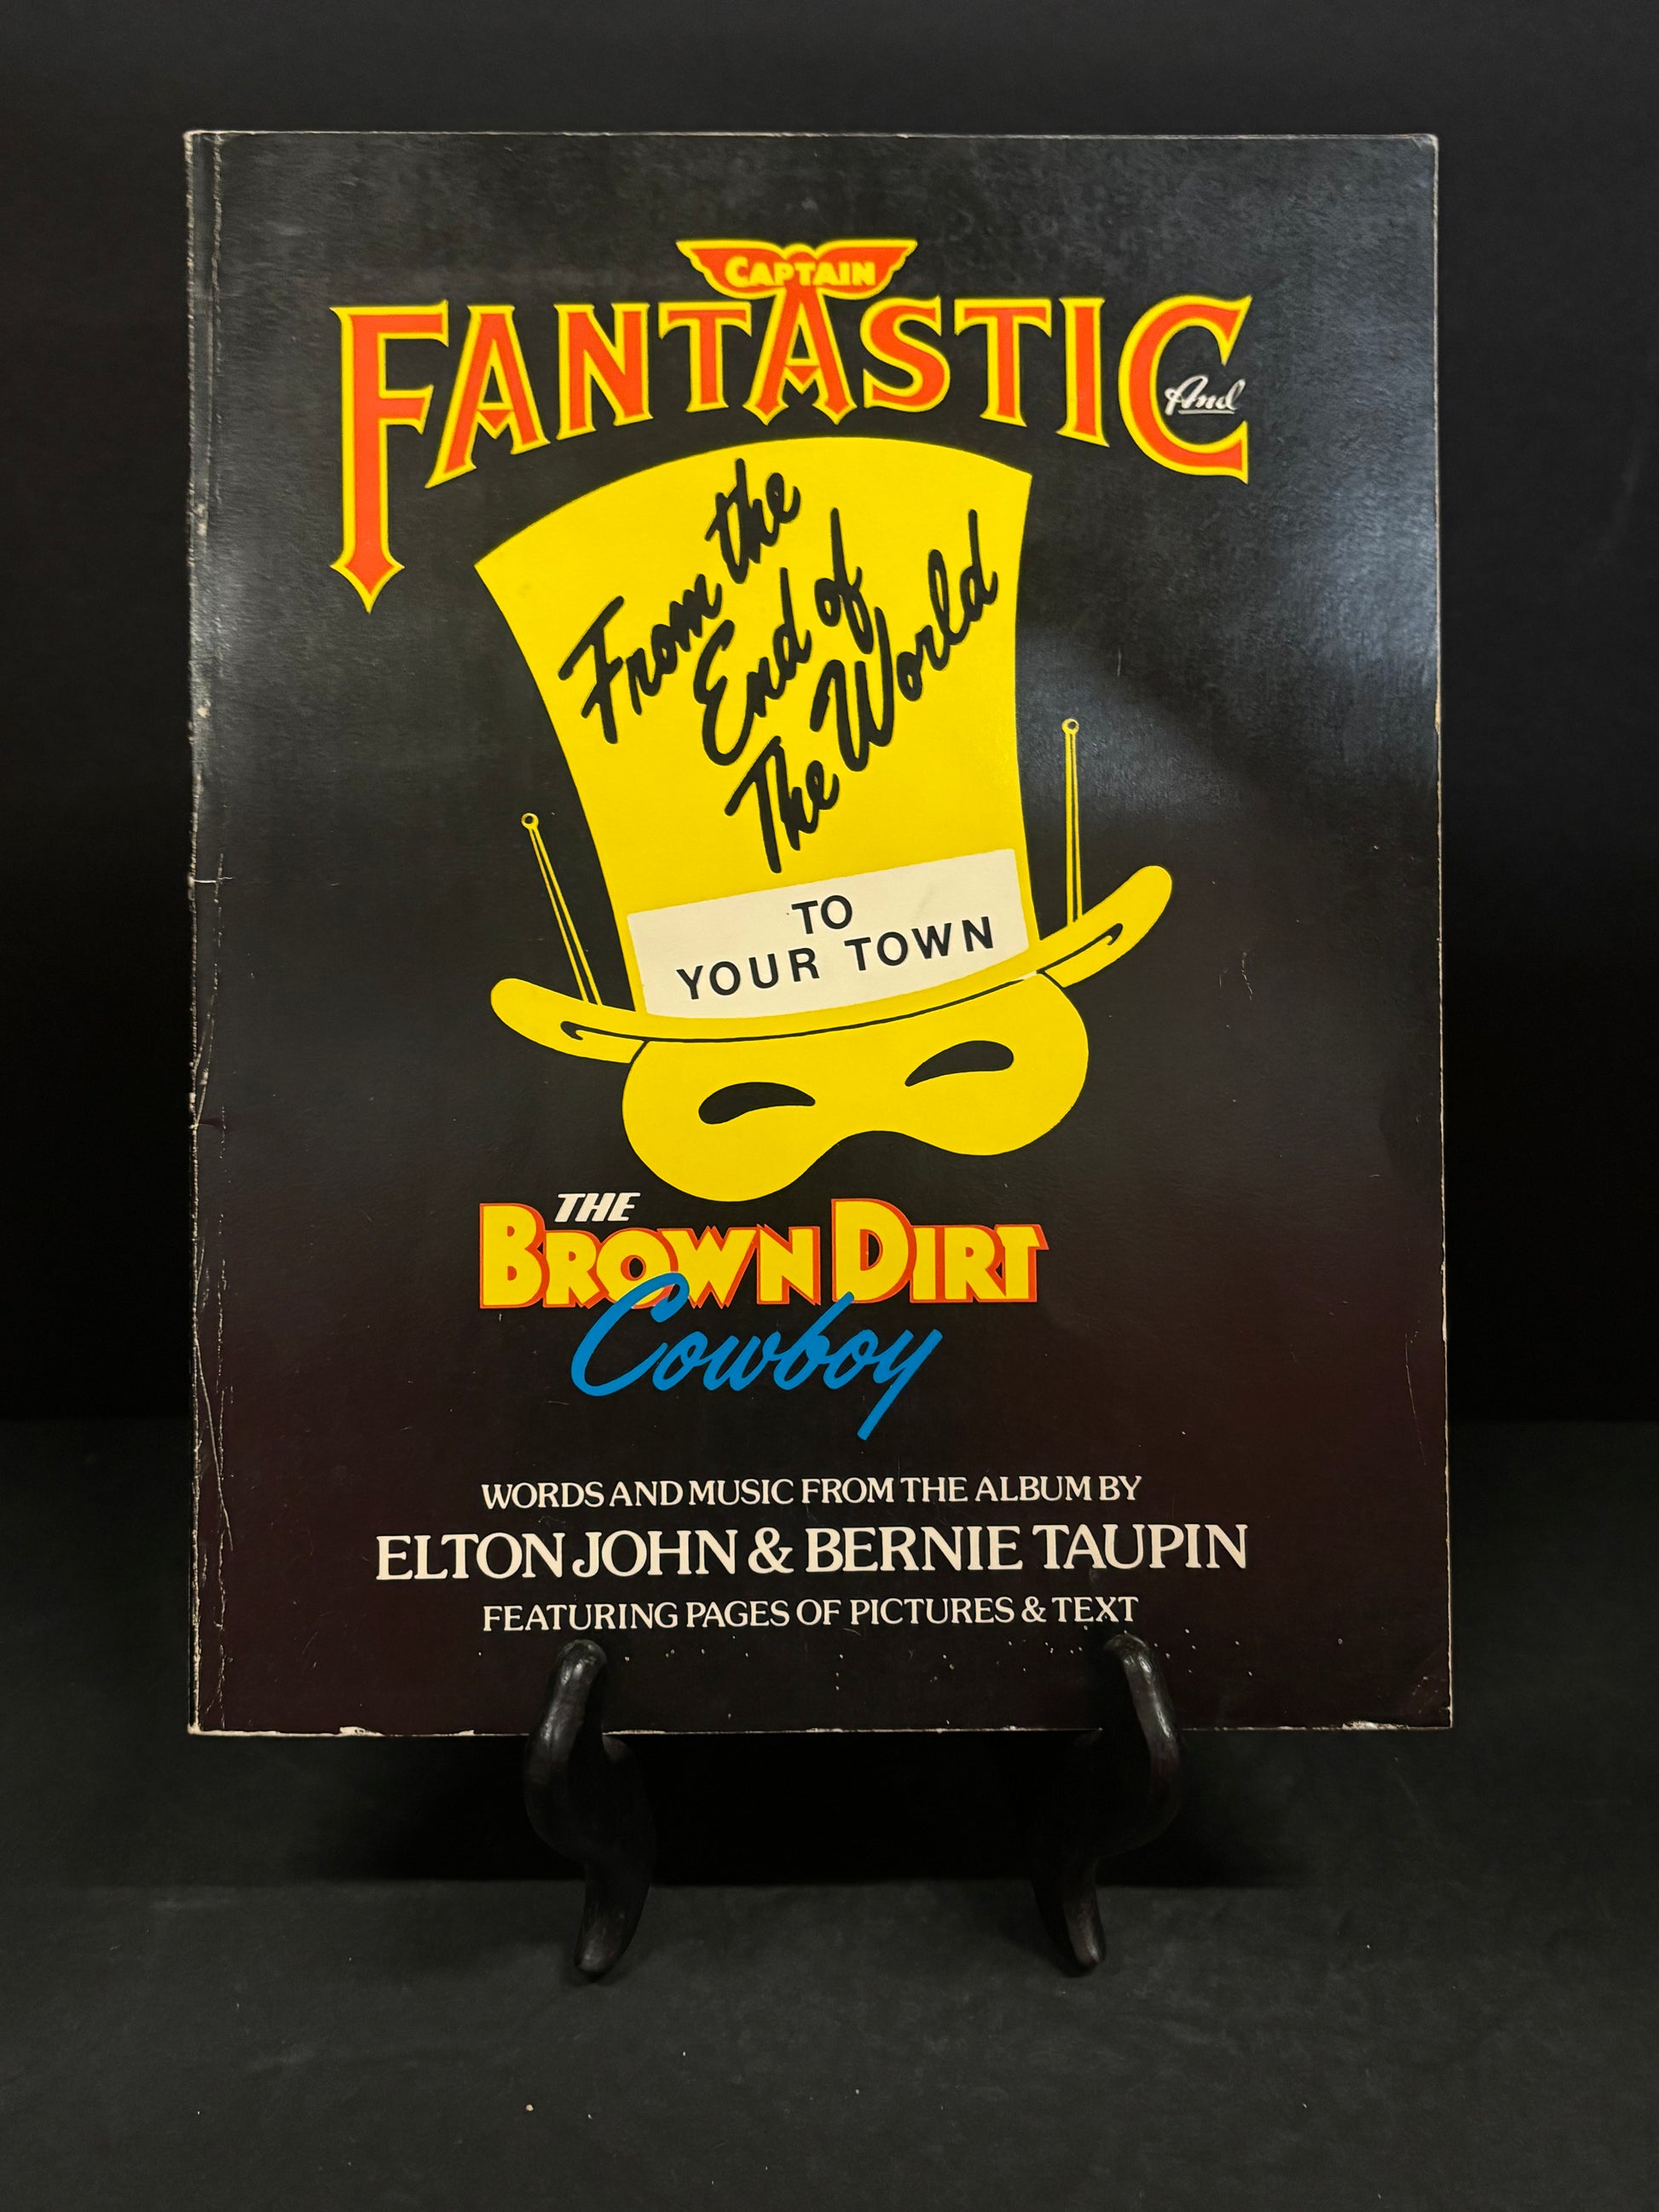 CAPTAIN
FANTASTIC And
From the
End of
The World
TO
YOUR TOWN
THE
BROWN DIRT
Cowboy
WORDS AND MUSIC FROM THE ALBUM BY
ELTON JOHN & BERNIE TAUPIN
FEATURING PAGES OF PICTURES & TEXT